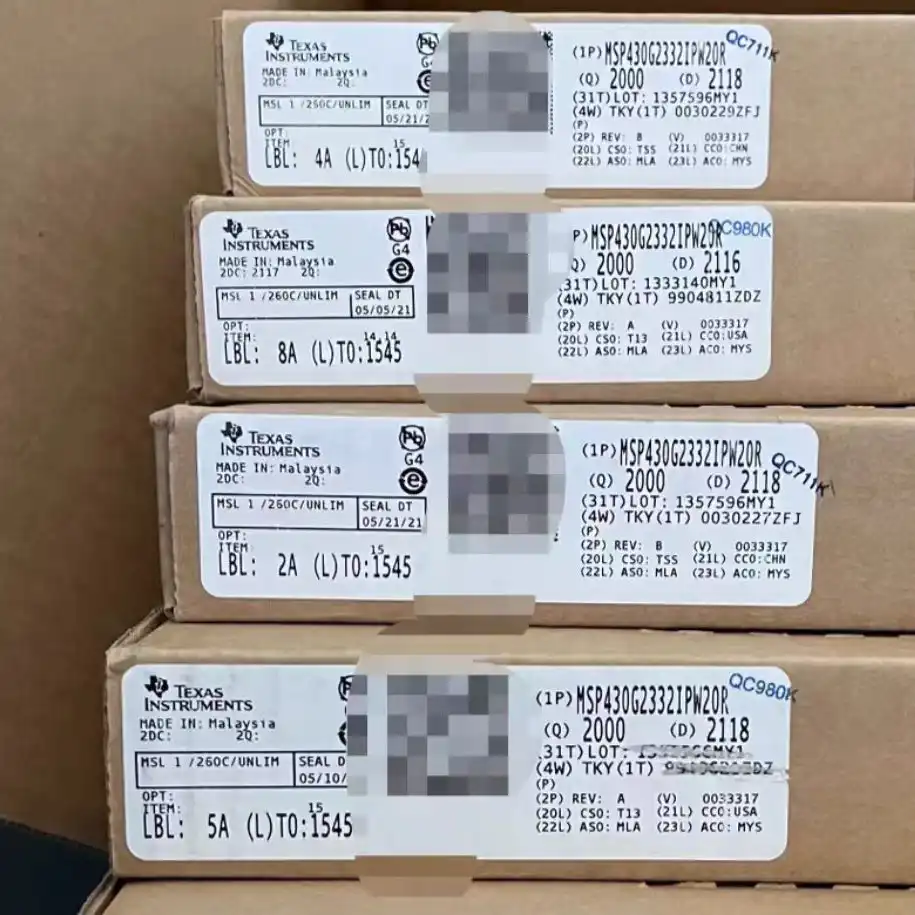 TEXAS
INSTRUMENTS
MADE IN: Malaysia
2DC: 2Q:
MSL 1 /260C/UNLIM
SEAL DT
05/21/2
OPT:
ITEM:
15
LBL: 4A (L)TO:154
Pb
G4
e
(1P)MSP430G2332IPW20R
QC711K
(Q) 2000 (D) 2118
(31T)LOT: 1357596MY1
(4W) TKY(1T) 0030229ZFJ
(P)
(2P) REV: B (V) 0033317
(20L) CSO: TSS (21L) CCO:CHN
(22L) ASO: MLA (23L) ACO: MYS
TEXAS
INSTRUMENTS
MADE IN: Malaysia
2DC: 2117 2Q:
MSL 1 /260C/UNLIM
SEAL DT
05/05/21
OPT:
ITEM:
14.14
LBL: 8A (L)TO:1545
Pb
G4
e
P)MSP430G2332IPW20R
QC980K
Q) 2000 (D) 2116
(31T)LOT: 1333140MY1
(4W) TKY(1T) 9904811ZDZ
(P)
(2P) REV: A (V) 0033317
(20L) CSO: T13 (21L) CCO:USA
(22L) ASO: MLA (23L) ACO: MYS
TEXAS
INSTRUMENTS
MADE IN: Malaysia
2DC: 2Q:
MSL 1 /260C/UNLIM
SEAL DT
05/21/21
OPT:
ITEM:
15
LBL: 2A (L)TO:1545
Pb
G4
e
(1P)MSP430G2332IPW20R
QC711K
(Q) 2000 (D) 2118
(31T)LOT: 1357596MY1
(4W) TKY(1T) 0030227ZFJ
(P)
(2P) REV: B (V) 0033317
(20L) CSO: TSS (21L) CCO:CHN
(22L) ASO: MLA (23L) ACO: MYS
TEXAS
INSTRUMENTS
MADE IN: Malaysia
2DC: 2Q:
MSL 1 /260C/UNLIM
SEAL D
05/10/
OPT:
ITEM:
15
LBL: 5A (L)TO:1545
(1P)MSP430G2332IPW20R
QC980K
(Q) 2000 (D) 2118
31T)LOT:
(4W) TKY(1T)
(P)
(2P) REV: A (V) 0033317
(20L) CSO: T13 (21L) CCO:USA
(22L) ASO: MLA (23L) ACO: MYS